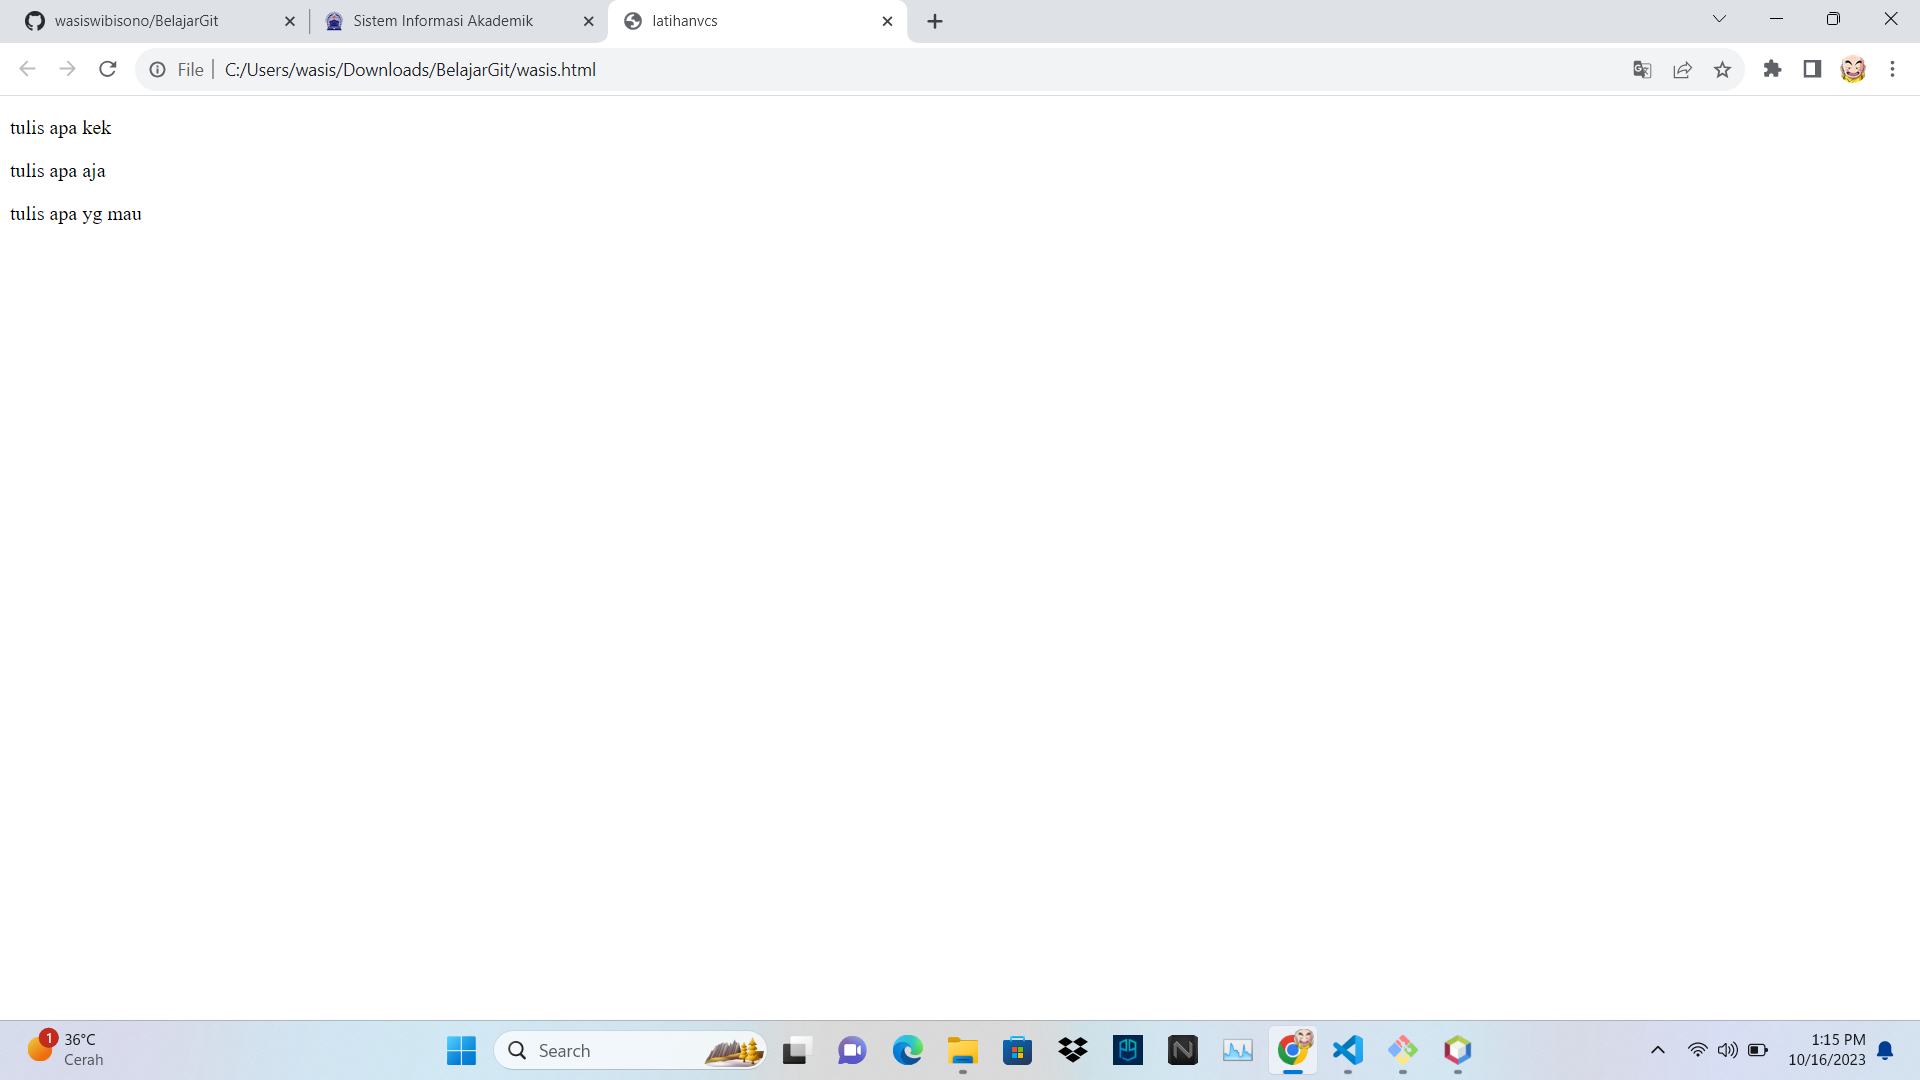 wasiswibisono/BelajarGit
Sistem Informasi Akademik
latihanvcs
File
C:/Users/wasis/Downloads/BelajarGit/wasis.html
tulis apa kek
tulis apa aja
tulis apa yg mau
1
36°C
Cerah
Search
1:15 PM
10/16/2023